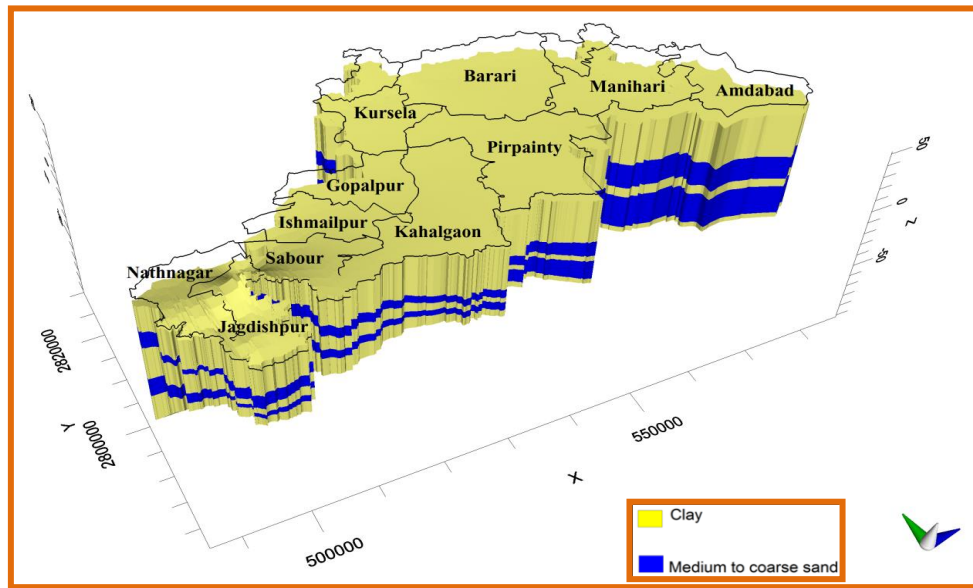 Barari
Manihari
Amdabad
Kursela
Pirpainty
Gopalpur
Ishmailpur
Kahalgaon
Sabour
Nathnagar
Jagdishpur
50
0
Z
-50
2820000
Y
2800000
X
550000
500000
Clay
Medium to coarse sand